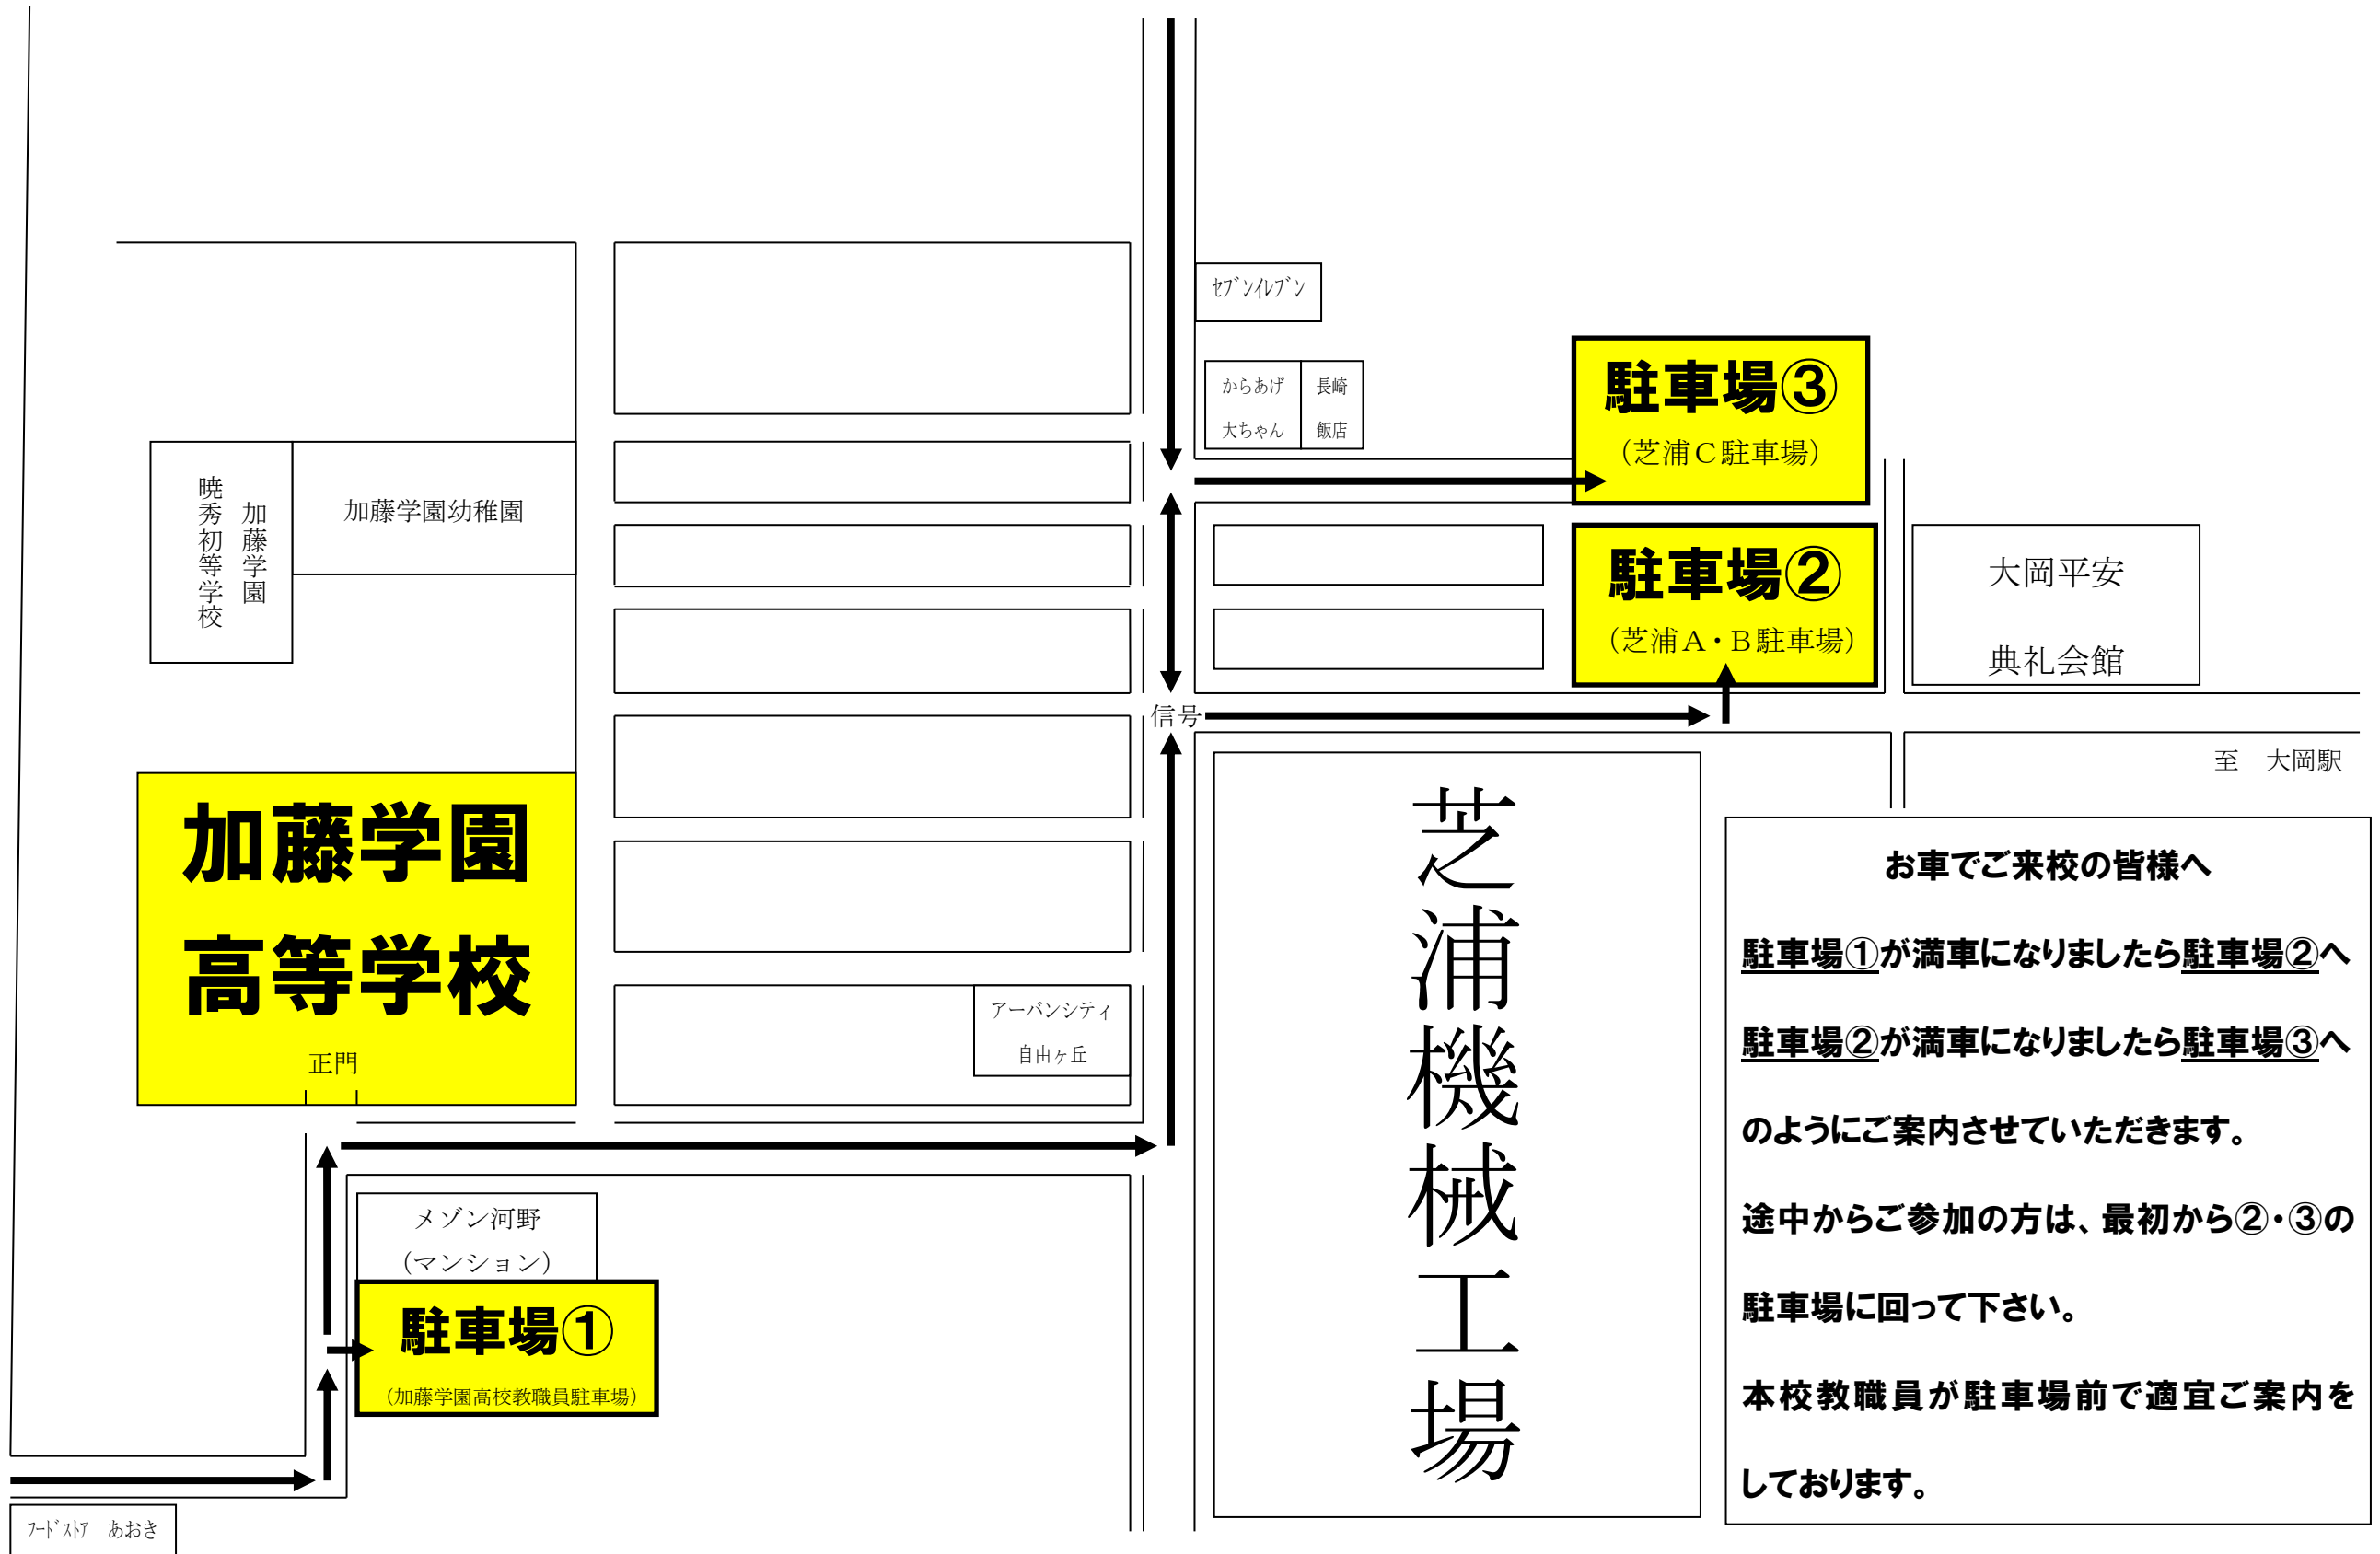 ｾﾌﾞﾝｲﾚﾌﾞﾝ
からあげ
大ちゃん
長崎
飯店
駐車場③
（芝浦Ｃ駐車場）
加藤学園
暁秀初等学校
加藤学園幼稚園
駐車場②
（芝浦Ａ・Ｂ駐車場）
大岡平安
典礼会館
信号
至　大岡駅
加藤学園
高等学校
正門
アーバンシティ
自由ヶ丘
芝浦機械工場
お車でご来校の皆様へ
駐車場①が満車になりましたら駐車場②へ
駐車場②が満車になりましたら駐車場③へ
のようにご案内させていただきます。
途中からご参加の方は、最初から②・③の
駐車場に回って下さい。
本校教職員が駐車場前で適宜ご案内を
しております。
メゾン河野
（マンション）
駐車場①
（加藤学園高校教職員駐車場）
ﾌｰﾄﾞｽﾄｱ　あおき